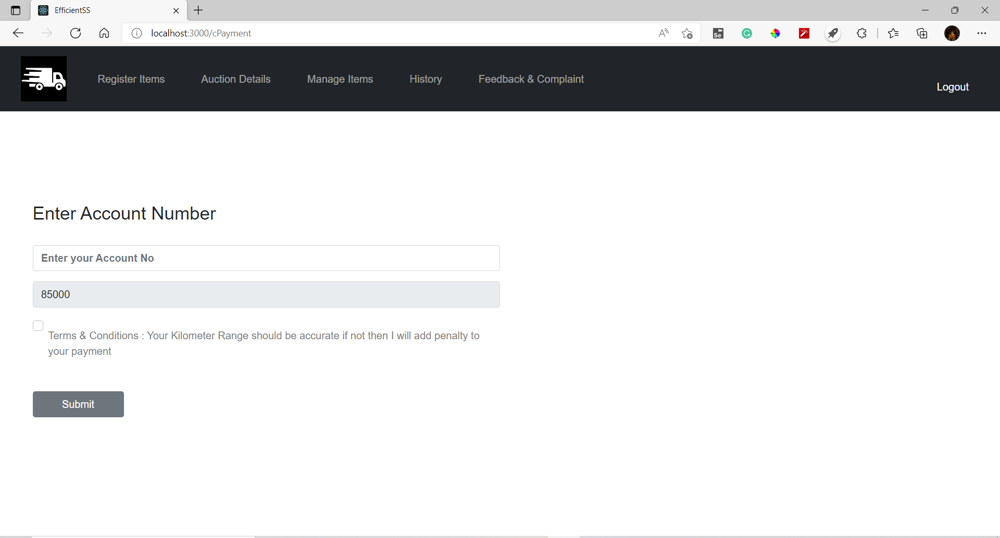 EfficientSS
localhost:3000/cPayment
Se
Register Items
Auction Details
Manage Items
History
Feedback & Complaint
Logout
Enter Account Number
Enter your Account No
85000
Terms & Conditions : Your Kilometer Range should be accurate if not then I will add penalty to
your payment
Submit